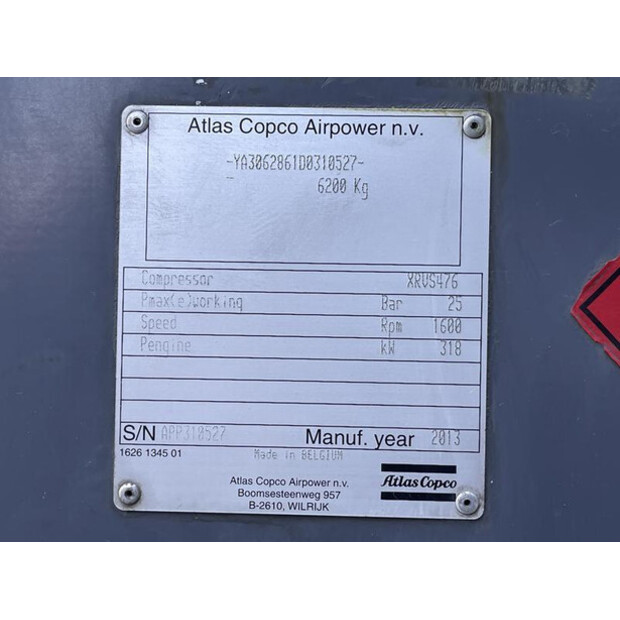 Atlas Copco Airpower n.v.
-YA3062861D0310527-
- 6200 Kg
Compressor XRVS476
Pmax(e)working Bar 25
Speed Rpm 1600
Pengine kW 318
S/N APP310527 Manuf. year 2013
1626 1345 01 Made in BELGIUM
Atlas Copco Airpower n.v.
Boomsesteenweg 957
B-2610, WILRIJK
Atlas Copco